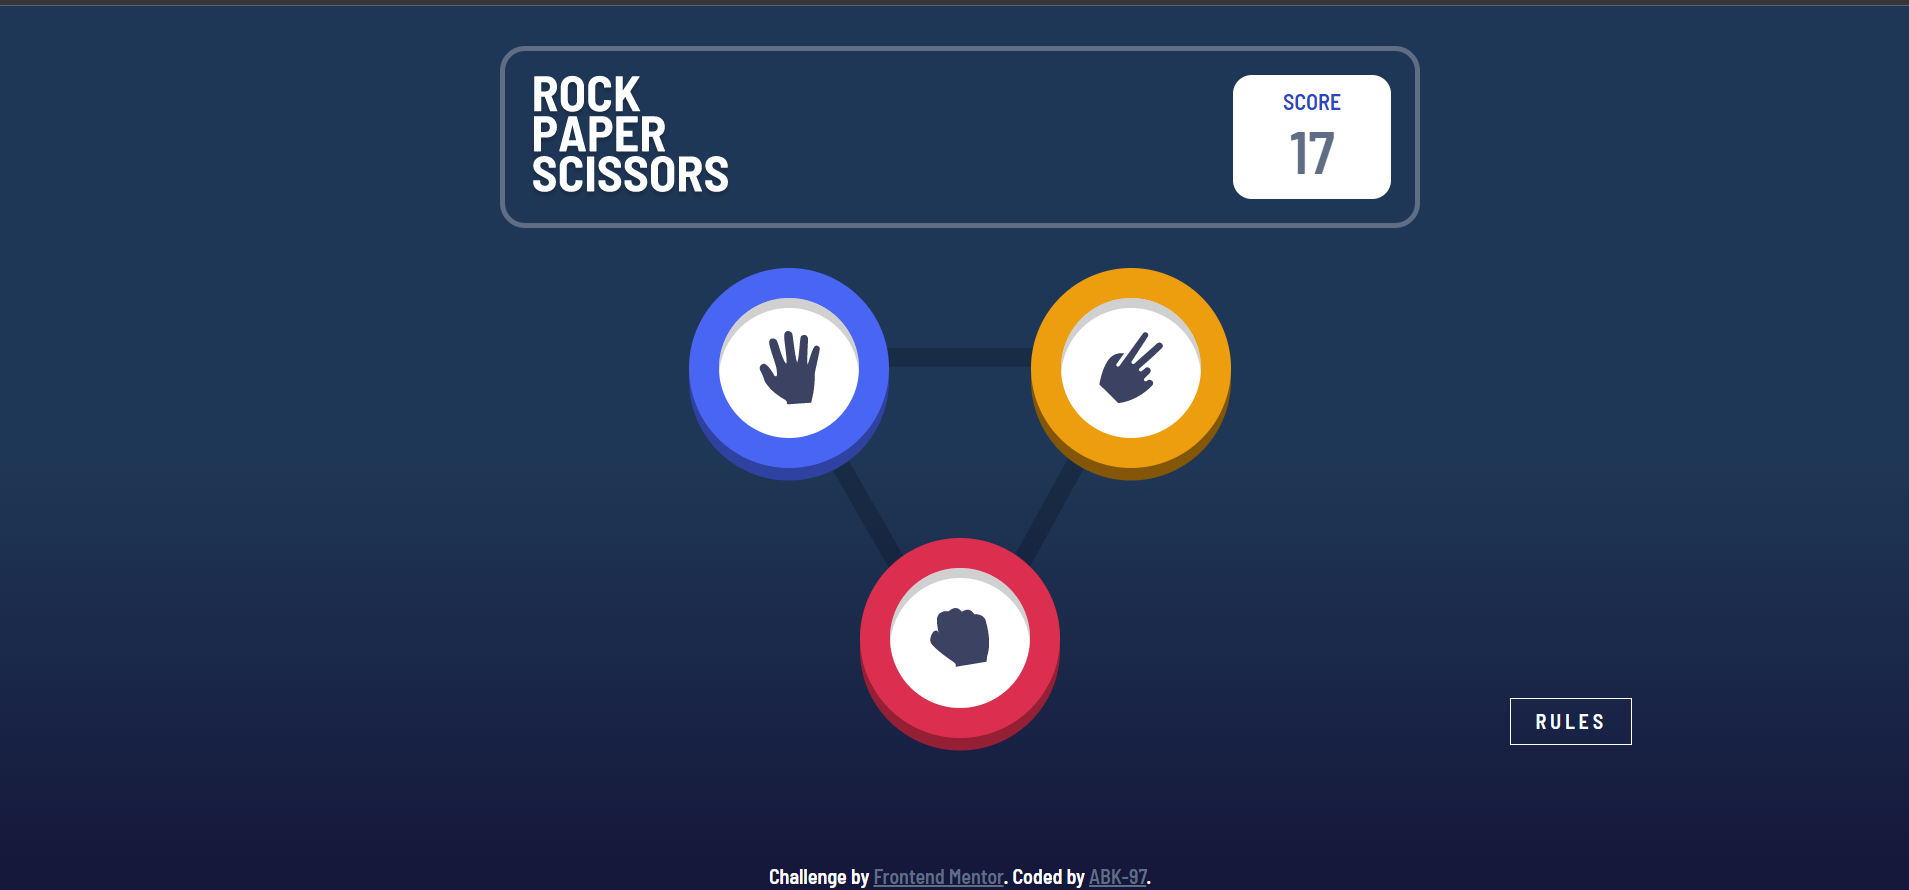 ROCK
PAPER
SCISSORS
SCORE
17
RULES
Challenge by Frontend Mentor. Coded by ABK-97.